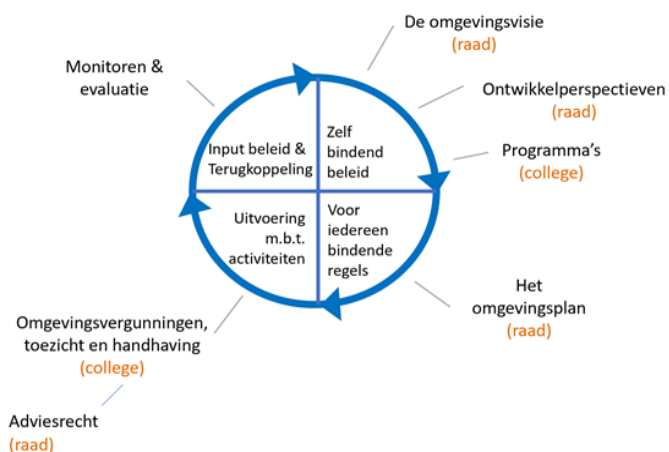 De omgevingsvisie
(raad)
Ontwikkelperspectieven
(raad)
Programma's
(college)
Monitoren &
evaluatie
Input beleid &
Terugkoppeling
Zelf
bindend
beleid
Uitvoering
m.b.t.
activiteiten
Voor
iedereen
bindende
regels
Het
omgevingsplan
(raad)
Omgevingsvergunningen,
toezicht en handhaving
(college)
Adviesrecht
(raad)